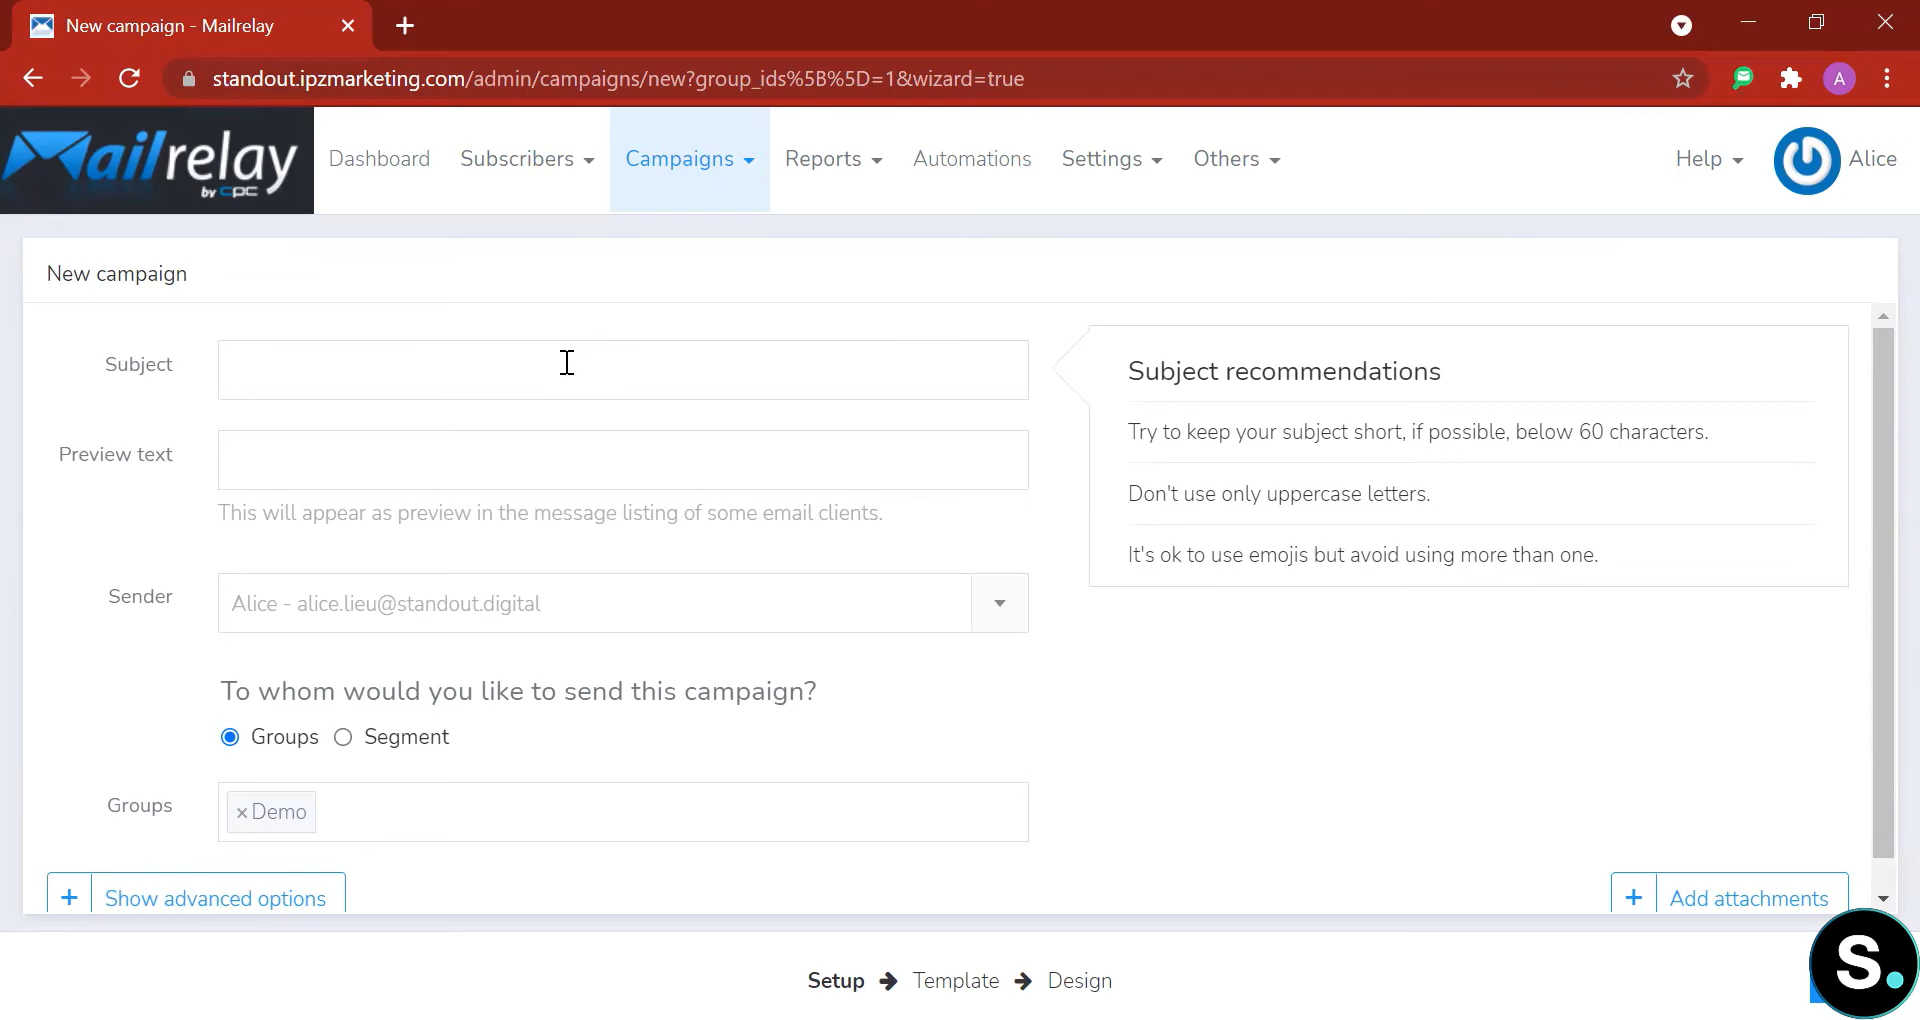 New campaign - Mailrelay
standout.ipzmarketing.com/admin/campaigns/new?group_ids%5B%5D=1&wizard=true
A
Mailrelay
by cpc
Dashboard Subscribers Campaigns Reports Automations Settings Others Help Alice
New campaign
Subject
Subject recommendations
Try to keep your subject short, if possible, below 60 characters.
Don't use only uppercase letters.
It's ok to use emojis but avoid using more than one.
Preview text
This will appear as preview in the message listing of some email clients.
Sender
Alice - alice.lieu@standout.digital
To whom would you like to send this campaign?
Groups Segment
Groups
×Demo
+ Show advanced options
+ Add attachments
Setup → Template → Design
S.